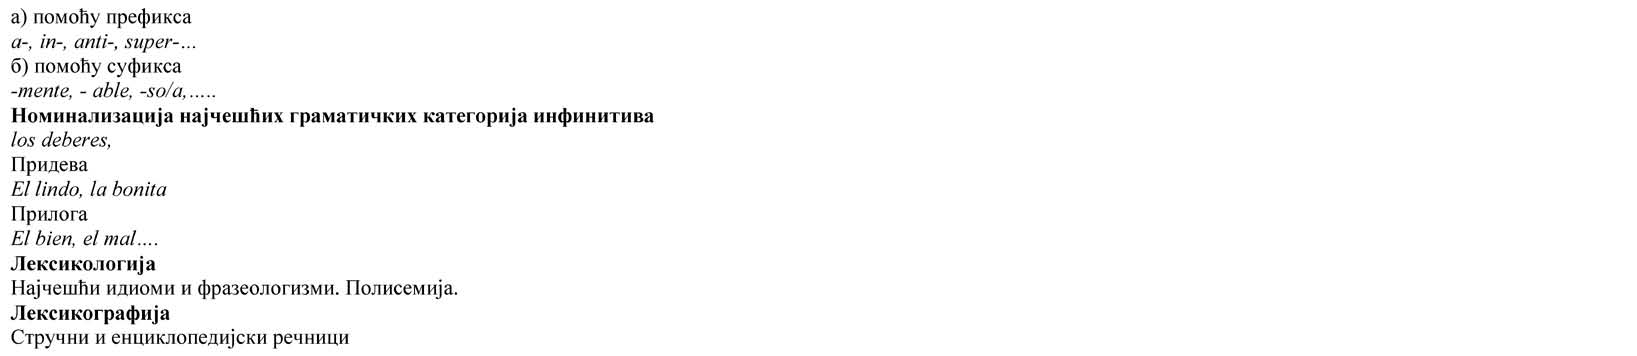 а) помоћу префикса
a-, in-, anti-, super-…
б) помоћу суфикса
-mente, - able, -so/a,…..
Номинализација најчешћих граматичких категорија инфинитива
los deberes,
Придева
El lindo, la bonita
Прилога
El bien, el mal….
Лексикологија
Најчешћи идиоми и фразеологизми. Полисемија.
Лексикографија
Стручни и енциклопедијски речници